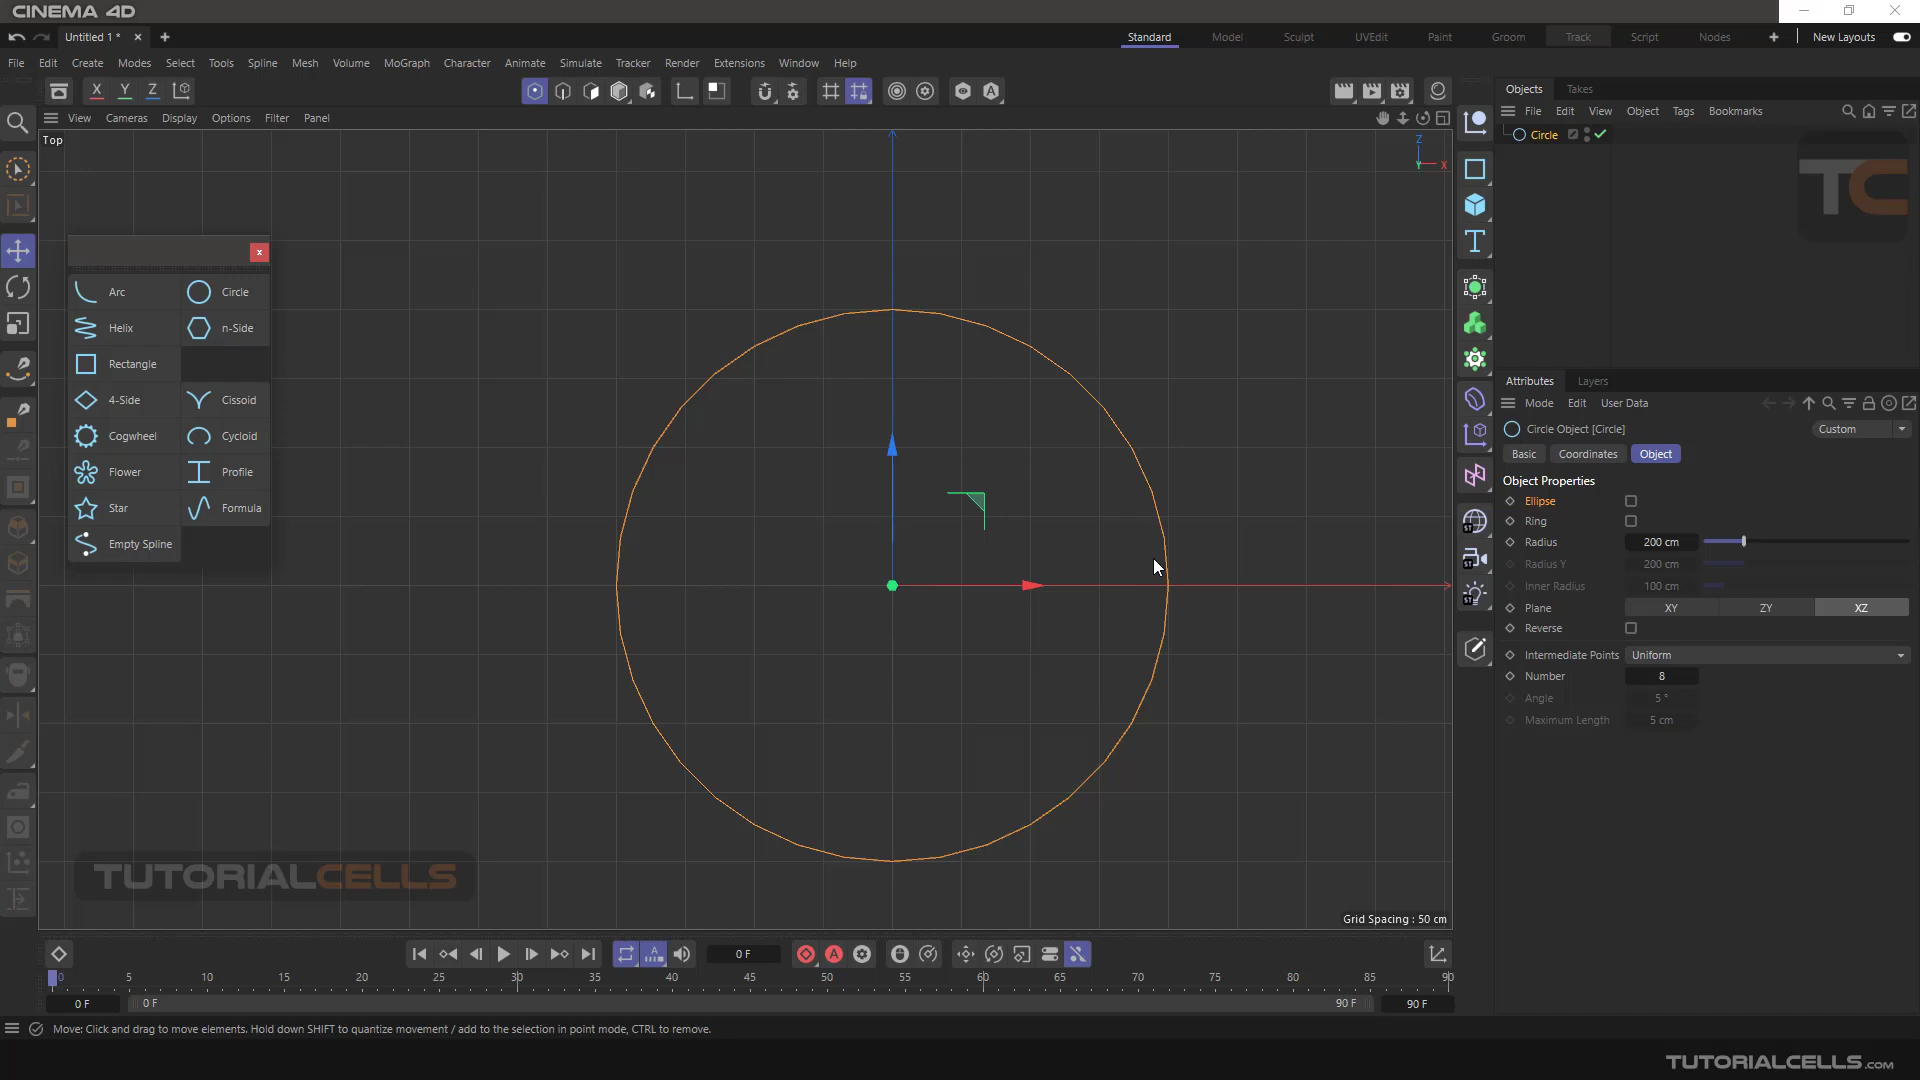 CINEMA 4D
Untitled 1 *
Standard Model Sculpt UVEdit Paint Groom Track Script Nodes New Layouts
File Edit Create Modes Select Tools Spline Mesh Volume MoGraph Character Animate Simulate Tracker Render Extensions Window Help
X Y Z
Objects Takes
File Edit View Object Tags Bookmarks
View Cameras Display Options Filter Panel
Circle
Top
Z
Y X
TC
x
Arc Circle
Helix n-Side
Rectangle
4-Side Cissoid
Cogwheel Cycloid
Flower Profile
Star Formula
Empty Spline
Attributes Layers
Mode Edit User Data
Circle Object [Circle] Custom
Basic Coordinates Object
Object Properties
Ellipse
Ring
Radius 200 cm
Radius Y 200 cm
Inner Radius 100 cm
Plane XY ZY XZ
Reverse
Intermediate Points Uniform
Number 8
Angle 5 °
Maximum Length 5 cm
ST
ST
ST
TUTORIALCELLS
Grid Spacing : 50 cm
A 0 F A
0 5 10 15 20 25 30 35 40 45 50 55 60 65 70 75 80 85 90
0 F 0 F 90 F 90 F
Move: Click and drag to move elements. Hold down SHIFT to quantize movement / add to the selection in point mode, CTRL to remove.
TUTORIALCELLS.com